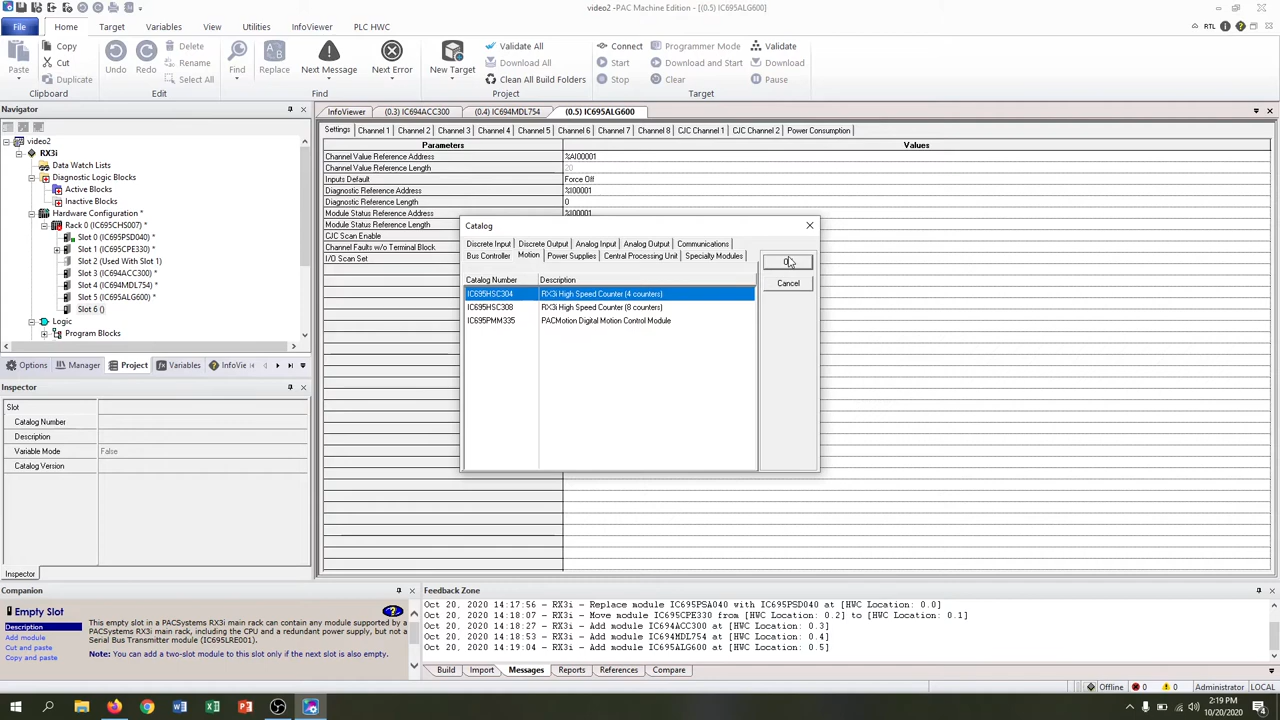 video2 - PAC Machine Edition - [(0.5) IC695ALG600]
File Home Target Variables View Utilities InfoViewer PLC HWC RTL
Paste Copy Cut Duplicate Undo Redo Delete Rename Select All Find Replace Next Message Next Error New Target Validate All Download All Clean All Build Folders Connect Start Stop Programmer Mode Download and Start Clear Validate Download Pause
Clipboard Edit Find Project Target
Navigator
InfoViewer (0.3) IC694ACC300 (0.4) IC694MDL754 (0.5) IC695ALG600
Settings Channel 1 Channel 2 Channel 3 Channel 4 Channel 5 Channel 6 Channel 7 Channel 8 CJC Channel 1 CJC Channel 2 Power Consumption
Parameters Values
Channel Value Reference Address %AI00001
Channel Value Reference Length 20
Inputs Default Force Off
Diagnostic Reference Address %I00001
Diagnostic Reference Length 0
Module Status Reference Address %I00001
Module Status Reference Length
CJC Scan Enable
Channel Faults w/o Terminal Block
I/O Scan Set
video2
RX3i
Data Watch Lists
Diagnostic Logic Blocks
Active Blocks
Inactive Blocks
Hardware Configuration *
Rack 0 (IC695CHS007) *
Slot 0 (IC695PSD040) *
Slot 1 (IC695CPE330) *
Slot 2 (Used With Slot 1)
Slot 3 (IC694ACC300) *
Slot 4 (IC694MDL754) *
Slot 5 (IC695ALG600) *
Slot 6 ()
Logic
Program Blocks
Catalog
Discrete Input Discrete Output Analog Input Analog Output Communications
Bus Controller Motion Power Supplies Central Processing Unit Specialty Modules
Catalog Number Description
IC695HSC304 RX3i High Speed Counter (4 counters)
IC695HSC308 RX3i High Speed Counter (8 counters)
IC695PMM335 PACMotion Digital Motion Control Module
Cancel
Options Manager Project Variables InfoVie
Inspector
Slot
Catalog Number
Description
Variable Mode False
Catalog Version
Inspector
Companion
Empty Slot
Description
Add module
Cut and paste
Copy and paste
This empty slot in a PACSystems RX3i main rack can contain any module supported by a PACSystems RX3i main rack, including the CPU and a redundant power supply, but not a Serial Bus Transmitter module (IC695LRE001).
Note: You can add a two-slot module to this slot only if the next slot is also empty.
Feedback Zone
Oct 20, 2020 14:17:56 - RX3i - Replace module IC695PSA040 with IC695PSD040 at [HWC Location: 0.0]
Oct 20, 2020 14:18:07 - RX3i - Move module IC695CPE330 from [HWC Location: 0.2] to [HWC Location: 0.1]
Oct 20, 2020 14:18:27 - RX3i - Add module IC694ACC300 at [HWC Location: 0.3]
Oct 20, 2020 14:18:53 - RX3i - Add module IC694MDL754 at [HWC Location: 0.4]
Oct 20, 2020 14:19:04 - RX3i - Add module IC695ALG600 at [HWC Location: 0.5]
Build Import Messages Reports References Compare
Offline 0 0 Administrator LOCAL
2:19 PM
10/20/2020
4